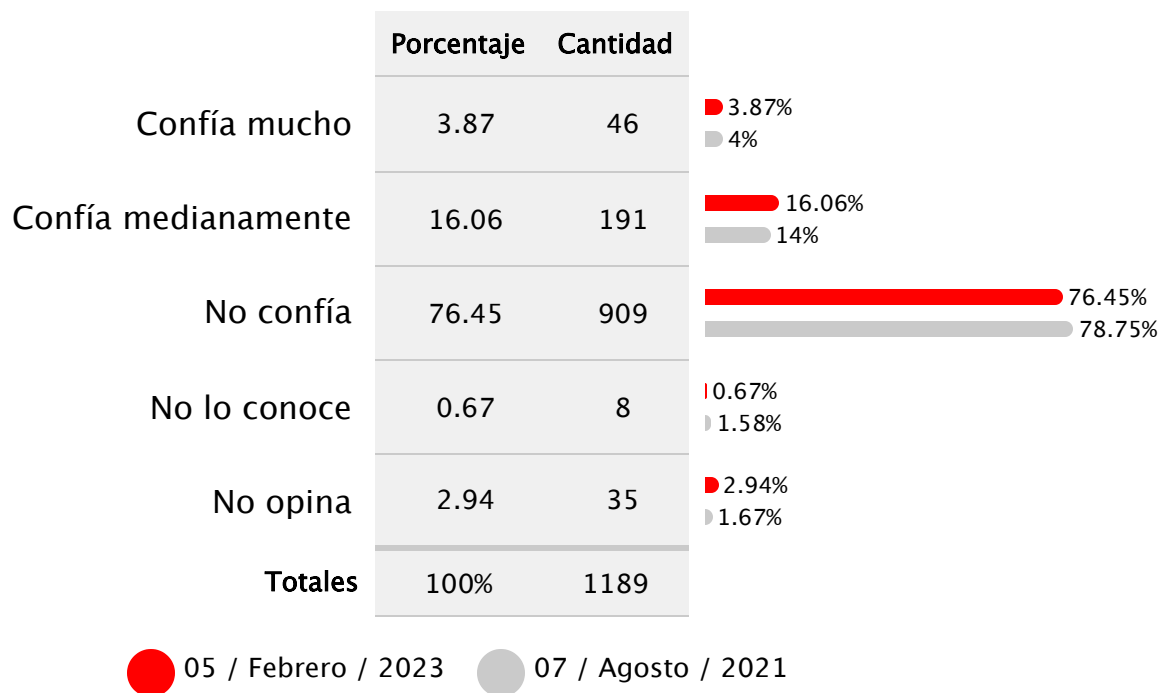 Porcentaje Cantidad
Confía mucho 3.87 46 3.87%
4%
Confía medianamente 16.06 191 16.06%
14%
No confía 76.45 909 76.45%
78.75%
No lo conoce 0.67 8 0.67%
1.58%
No opina 2.94 35 2.94%
1.67%
Totales 100% 1189
05 / Febrero / 2023 07 / Agosto / 2021